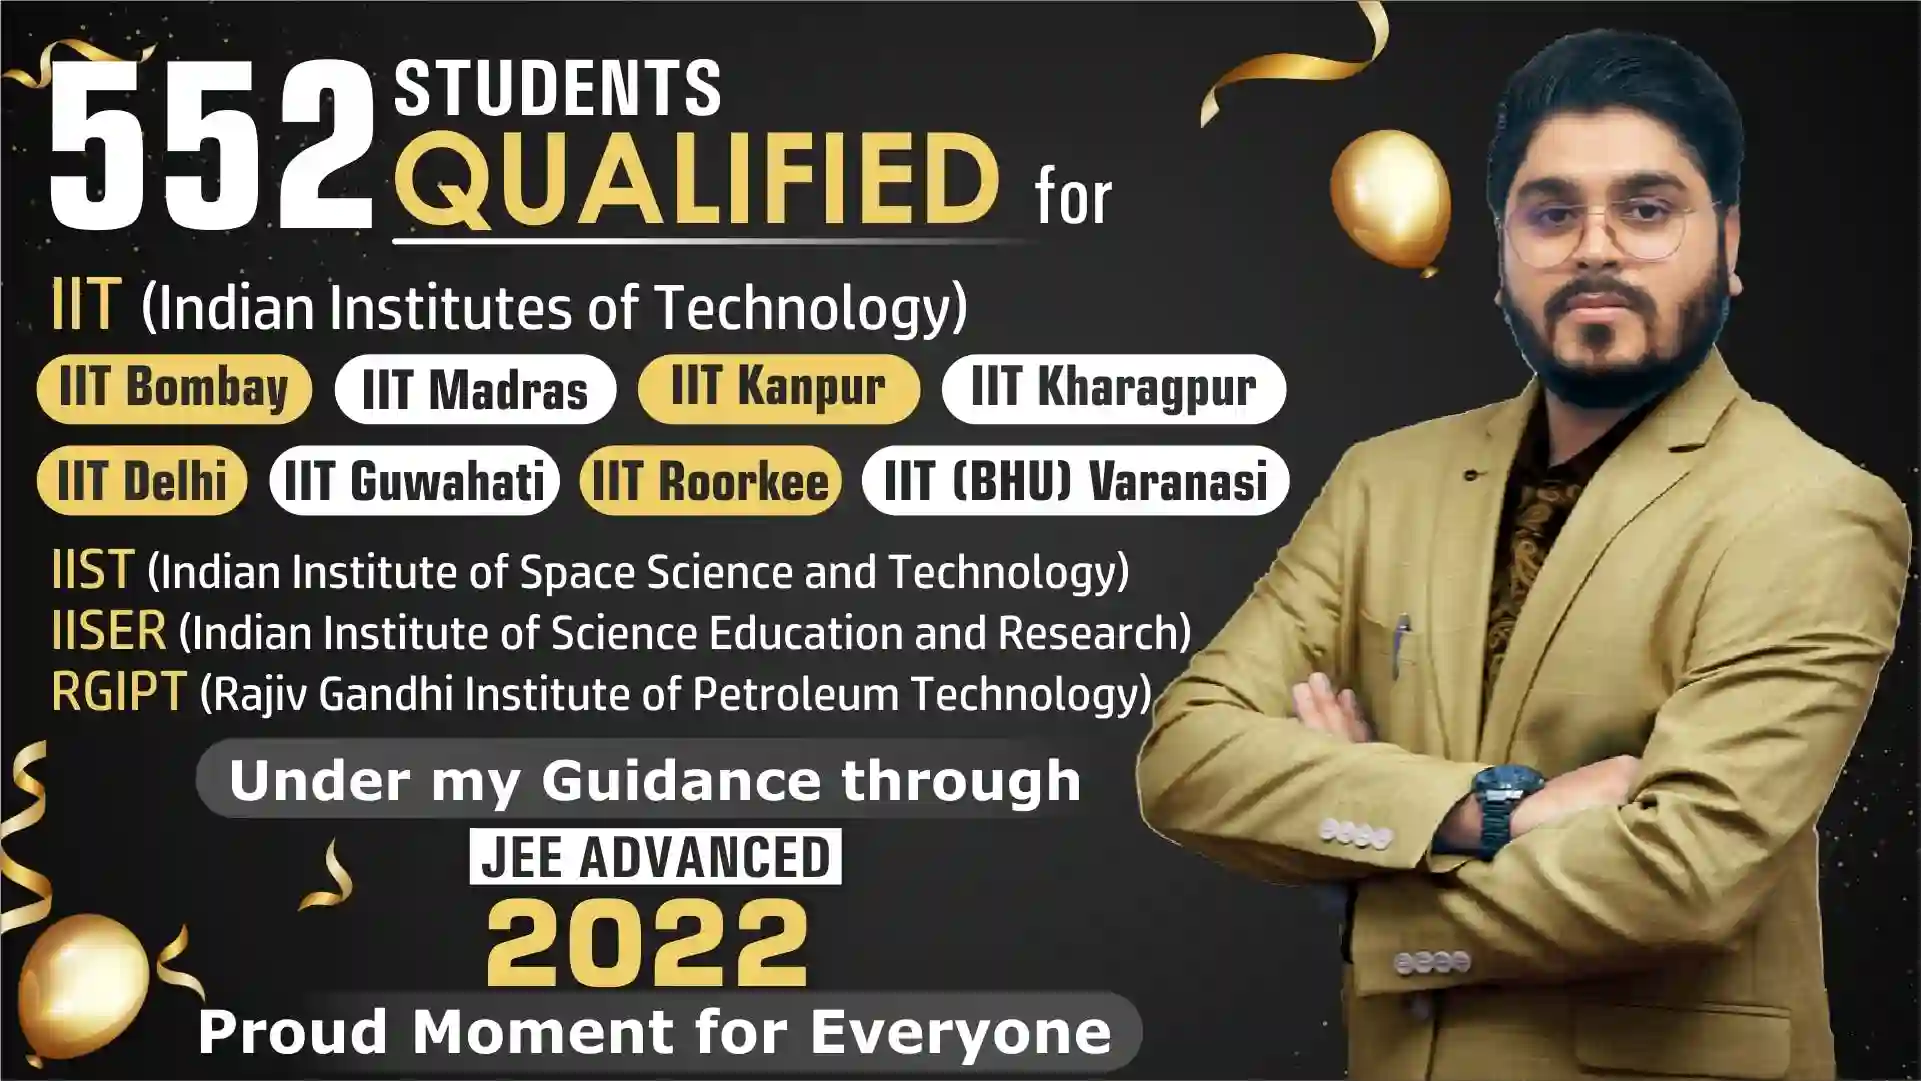 552 STUDENTS
QUALIFIED for
IIT (Indian Institutes of Technology)
IIT Bombay IIT Madras IIT Kanpur IIT Kharagpur
IIT Delhi IIT Guwahati IIT Roorkee IIT (BHU) Varanasi
IIST (Indian Institute of Space Science and Technology)
IISER (Indian Institute of Science Education and Research)
RGIPT (Rajiv Gandhi Institute of Petroleum Technology)
Under my Guidance through
JEE ADVANCED
2022
Proud Moment for Everyone